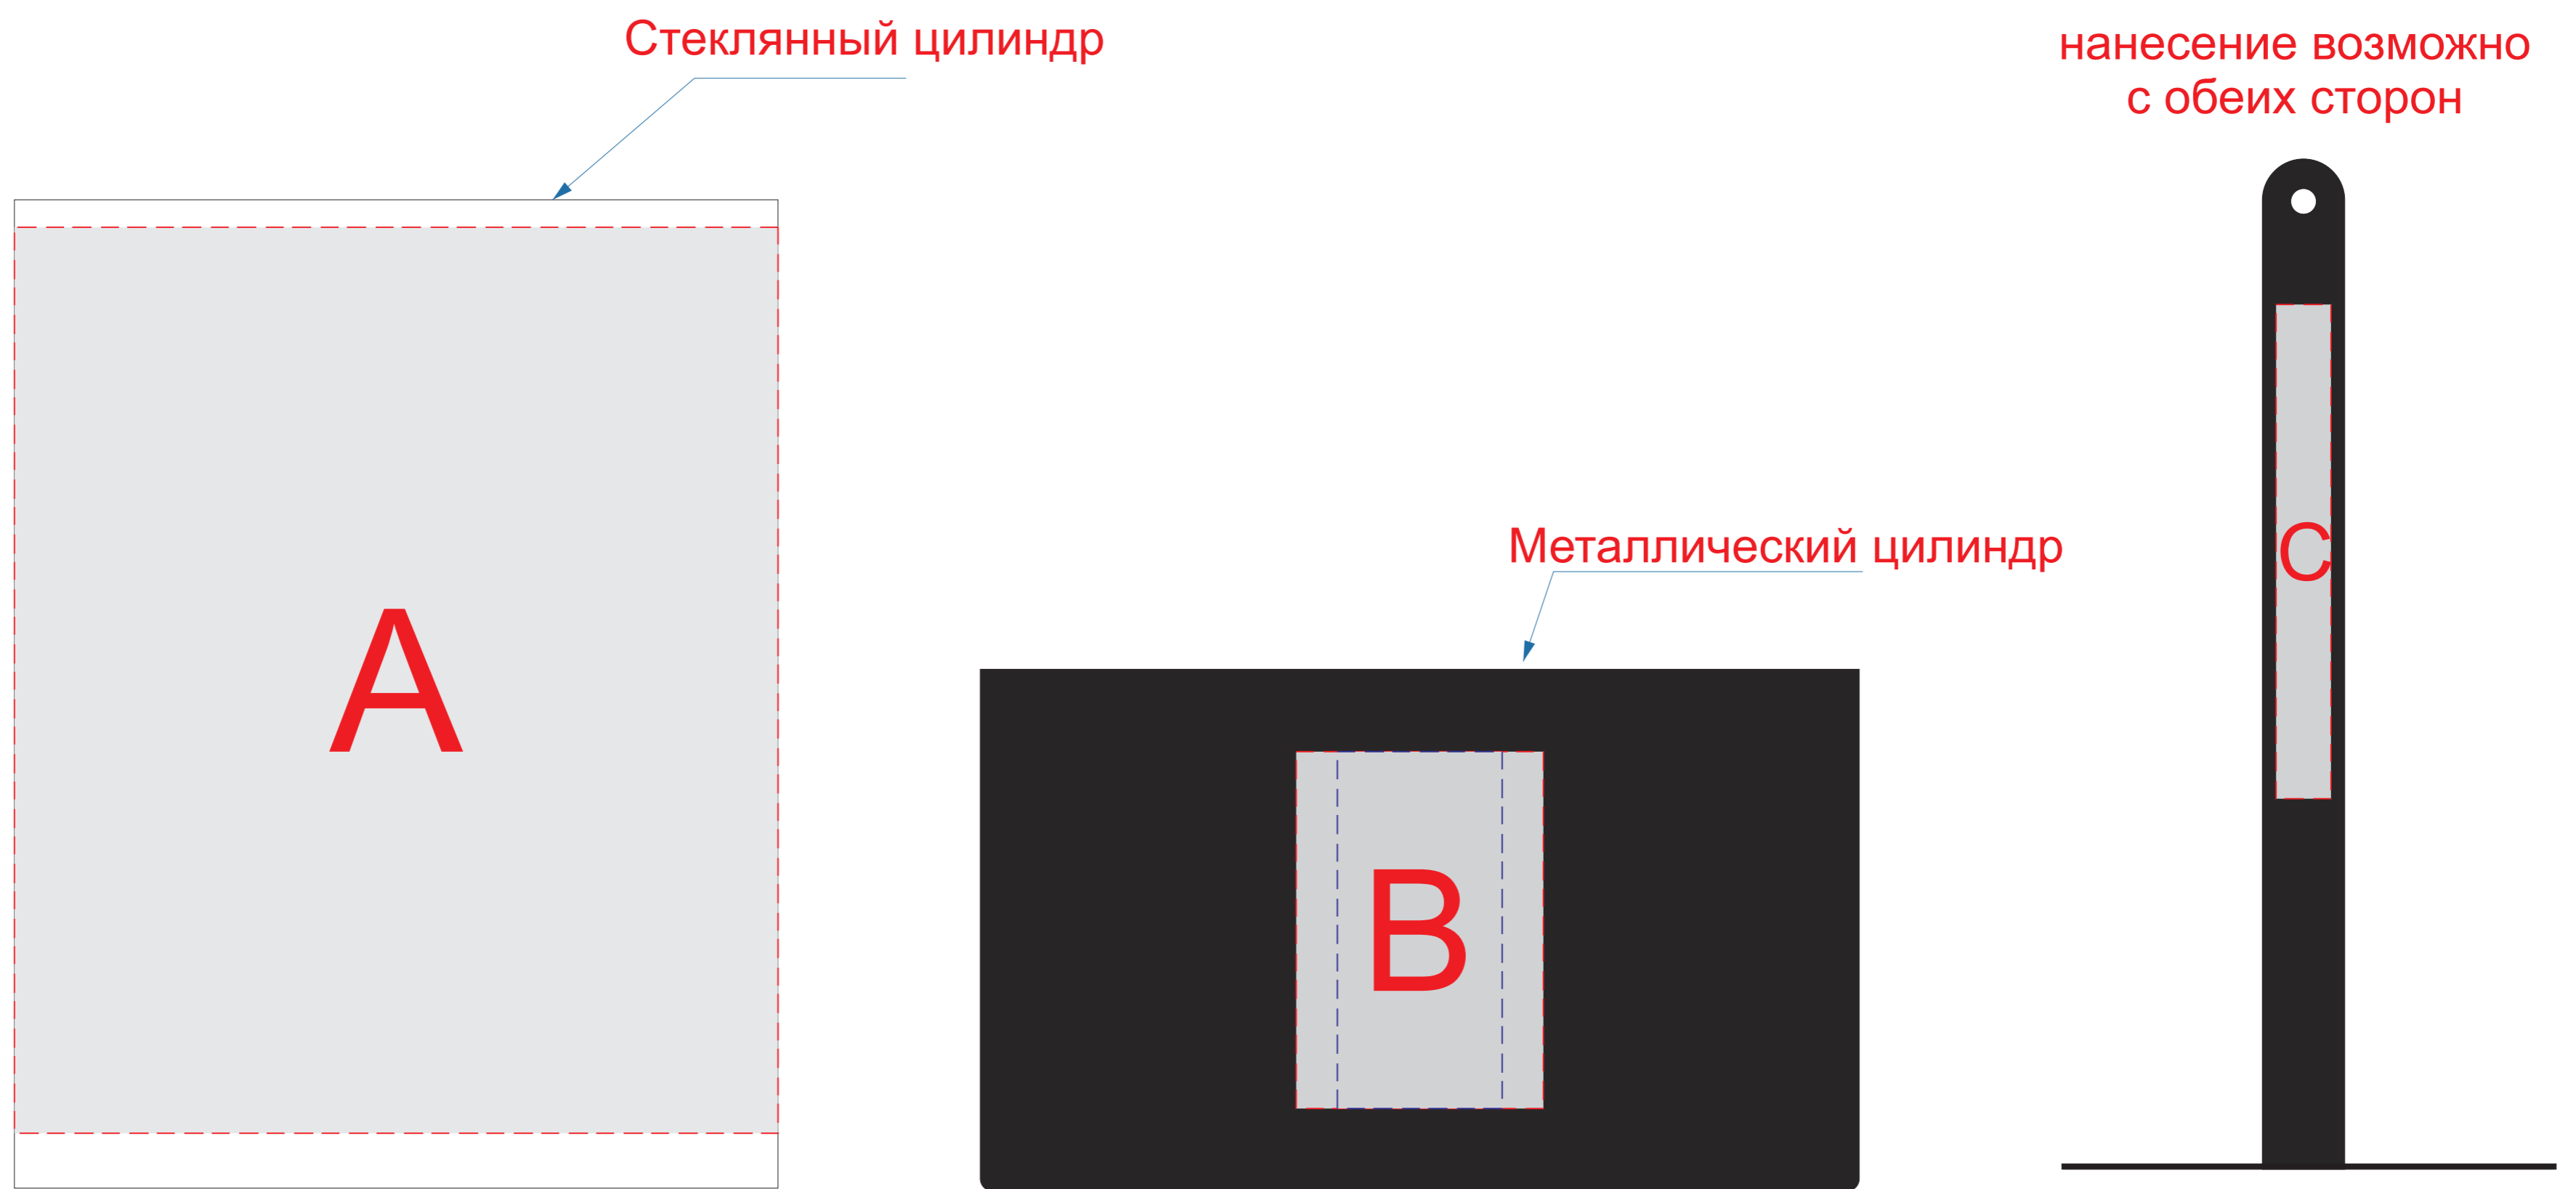 Стеклянный цилиндр
нанесение возможно
с обеих сторон
Металлический цилиндр
A
B
C